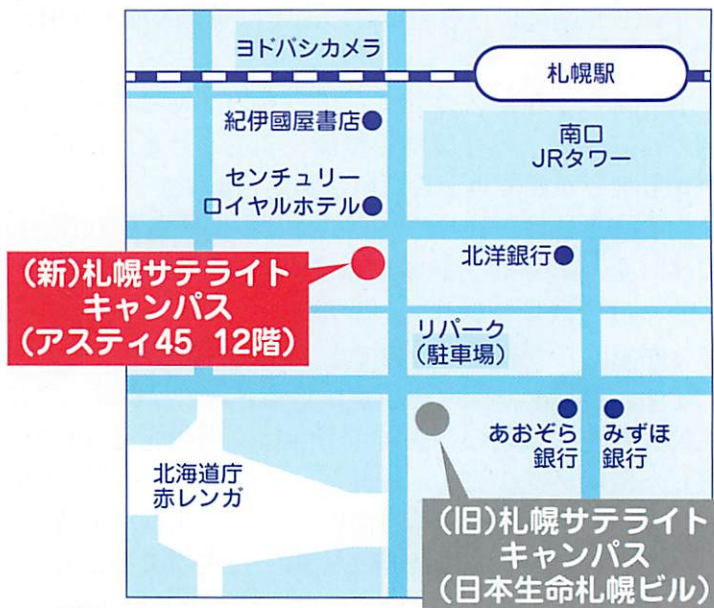 ヨドバシカメラ
札幌駅
紀伊國屋書店
南口
JRタワー
センチュリー
ロイヤルホテル
(新)札幌サテライト
キャンパス
(アスティ45 12階)
北洋銀行
リパーク
(駐車場)
あおぞら
銀行
みずほ
銀行
北海道庁
赤レンガ
(旧)札幌サテライト
キャンパス
(日本生命札幌ビル)